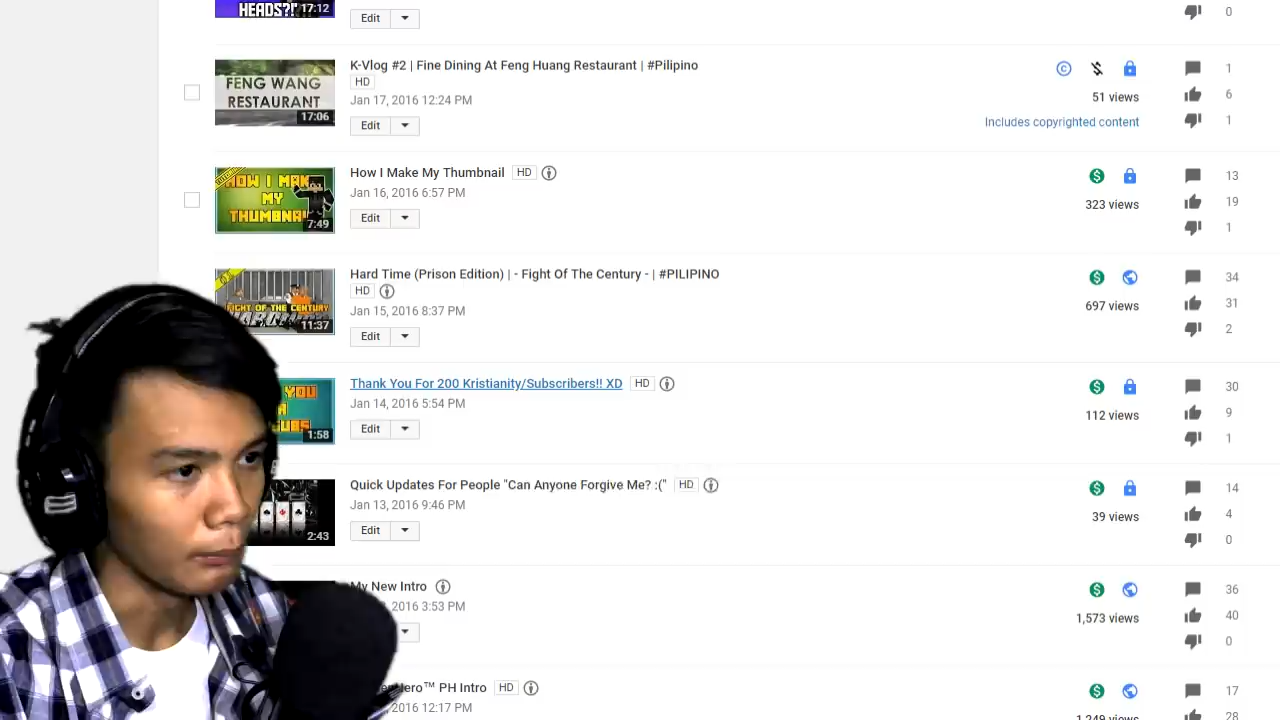 HEADS?!
17:12
Edit
0
K-Vlog #2 | Fine Dining At Feng Huang Restaurant | #Pilipino
HD
Jan 17, 2016 12:24 PM
Edit
FENG WANG
RESTAURANT
17:06
51 views
Includes copyrighted content
1
6
1
How I Make My Thumbnail HD
Jan 16, 2016 6:57 PM
Edit
HOW I MAK
MY
THUMBNAI
7:49
323 views
13
19
1
Hard Time (Prison Edition) | - Fight Of The Century - | #PILIPINO
HD
Jan 15, 2016 8:37 PM
Edit
FIGHT OF THE CENTURY
11:37
697 views
34
31
2
Thank You For 200 Kristianity/Subscribers!! XD HD
Jan 14, 2016 5:54 PM
Edit
YOU
SUBS
1:58
112 views
30
9
1
Quick Updates For People "Can Anyone Forgive Me? :(" HD
Jan 13, 2016 9:46 PM
Edit
2:43
39 views
14
4
0
My New Intro
2016 3:53 PM
1,573 views
36
40
0
PH Intro HD
2016 12:17 PM
1,249 views
17
28